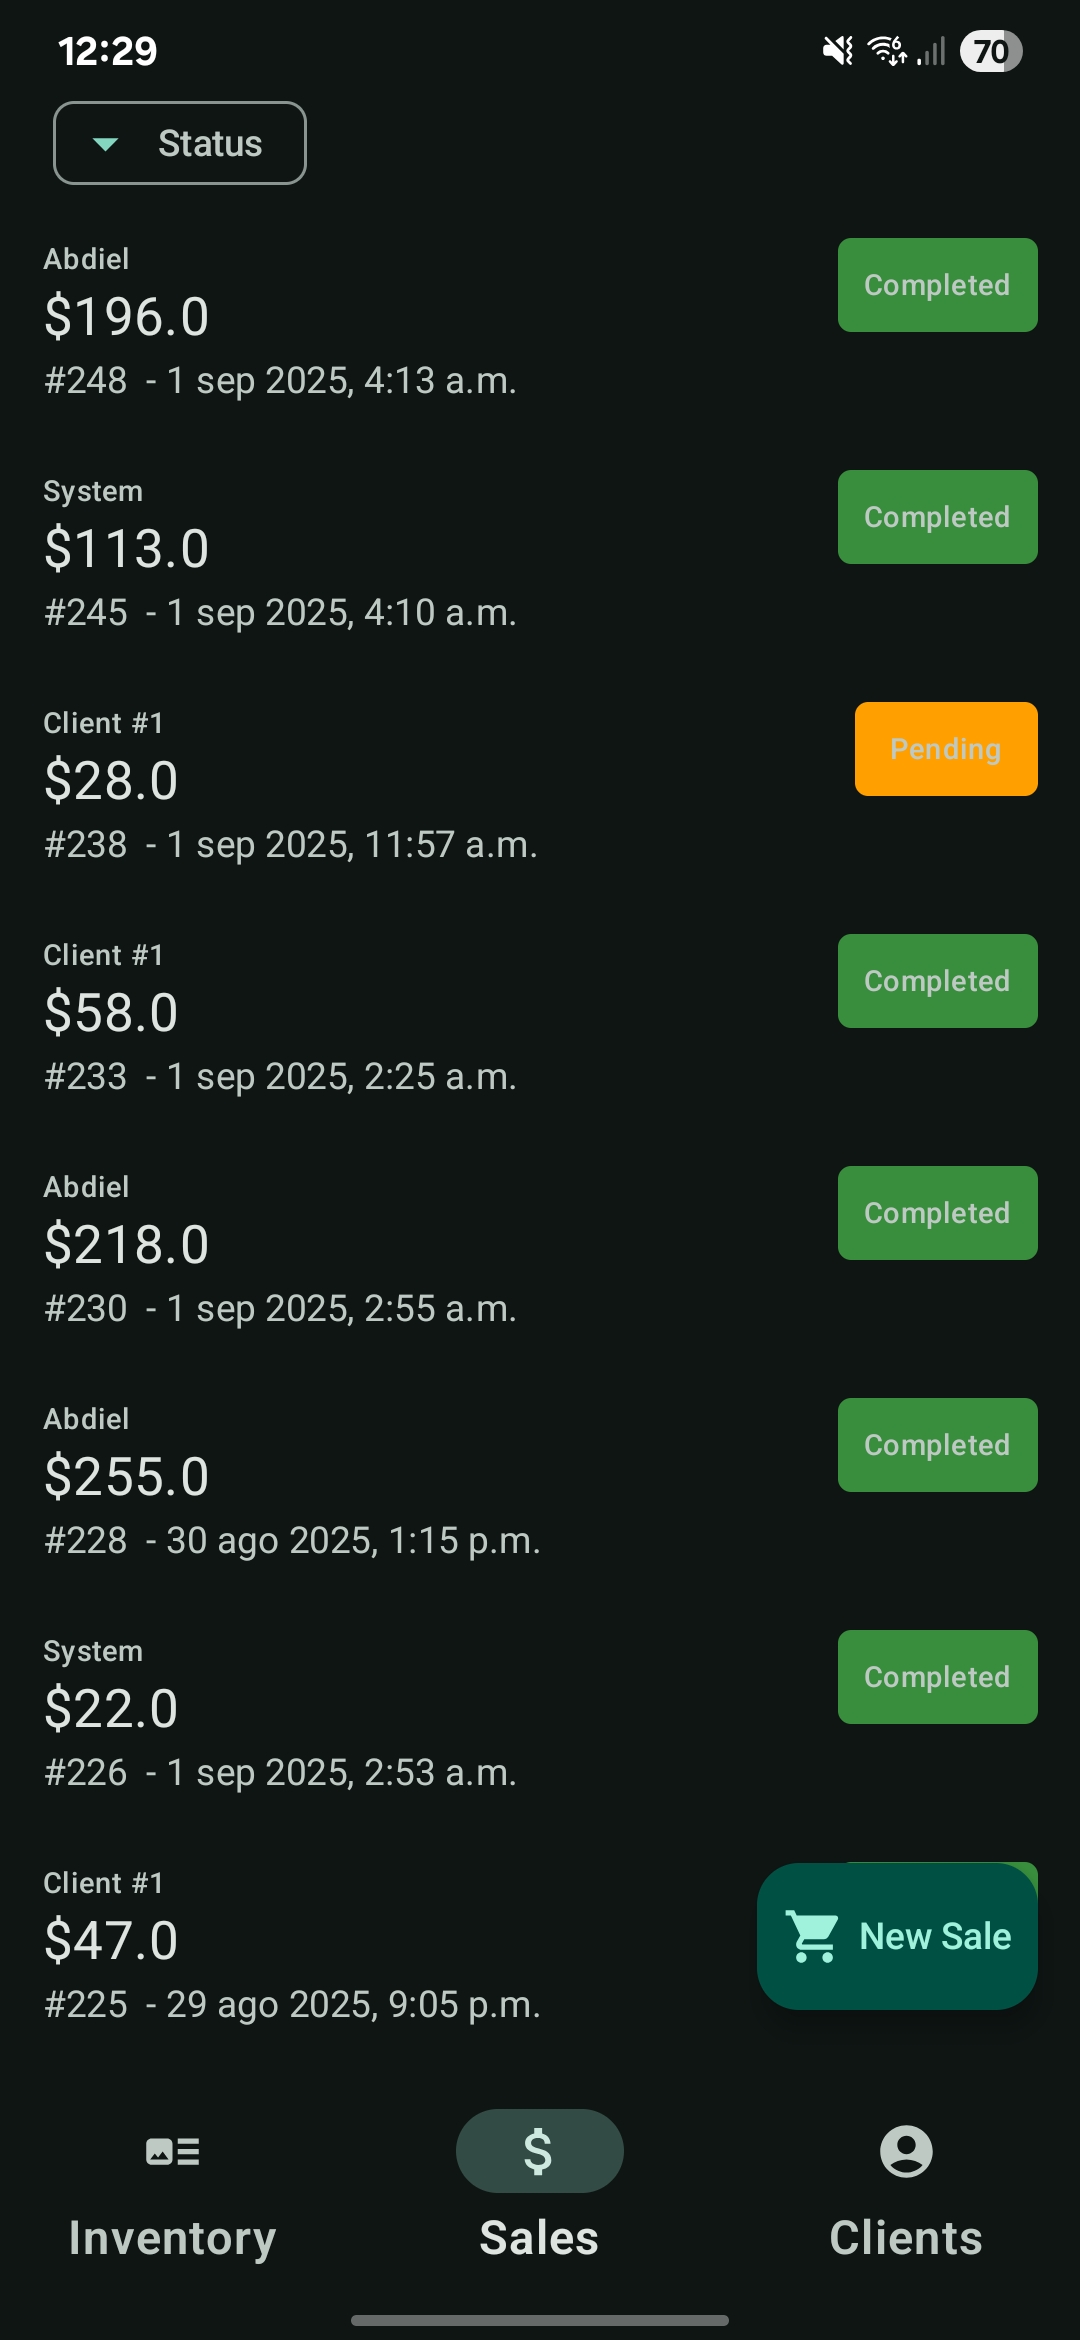 12:29
6
70
Status
Abdiel
Completed
$196.0
#248 - 1 sep 2025, 4:13 a.m.
System
Completed
$113.0
#245 - 1 sep 2025, 4:10 a.m.
Client #1
Pending
$28.0
#238 - 1 sep 2025, 11:57 a.m.
Client #1
Completed
$58.0
#233 - 1 sep 2025, 2:25 a.m.
Abdiel
Completed
$218.0
#230 - 1 sep 2025, 2:55 a.m.
Abdiel
Completed
$255.0
#228 - 30 ago 2025, 1:15 p.m.
System
Completed
$22.0
#226 - 1 sep 2025, 2:53 a.m.
Client #1
$47.0
New Sale
#225 - 29 ago 2025, 9:05 p.m.
$
Inventory
Sales
Clients